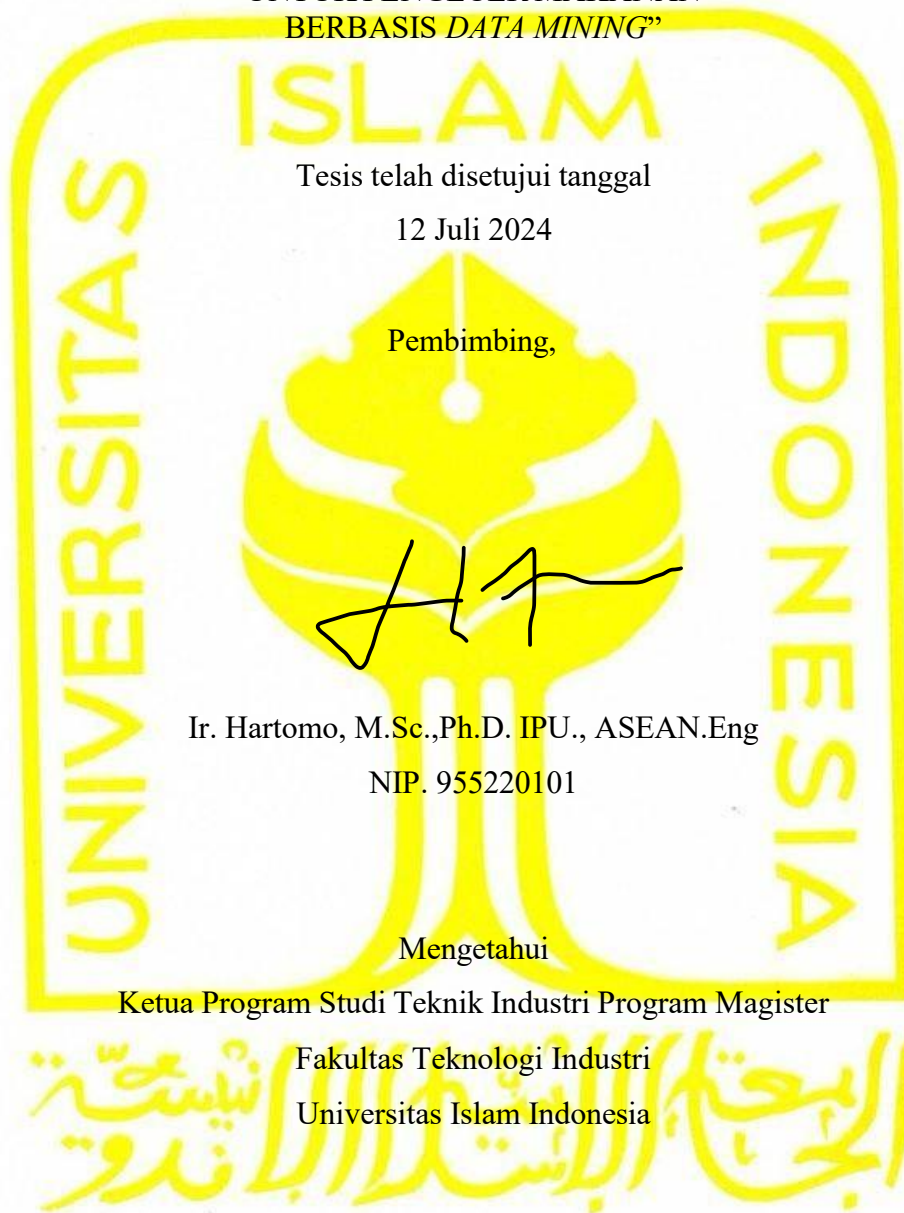 BERBASIS DATA MINING”
ISLAM
UNIVERSITAS
INDONESIA
Tesis telah disetujui tanggal
12 Juli 2024
Pembimbing,
Ir. Hartomo, M.Sc.,Ph.D. IPU., ASEAN.Eng
NIP. 955220101
Mengetahui
Ketua Program Studi Teknik Industri Program Magister
Fakultas Teknologi Industri
Universitas Islam Indonesia